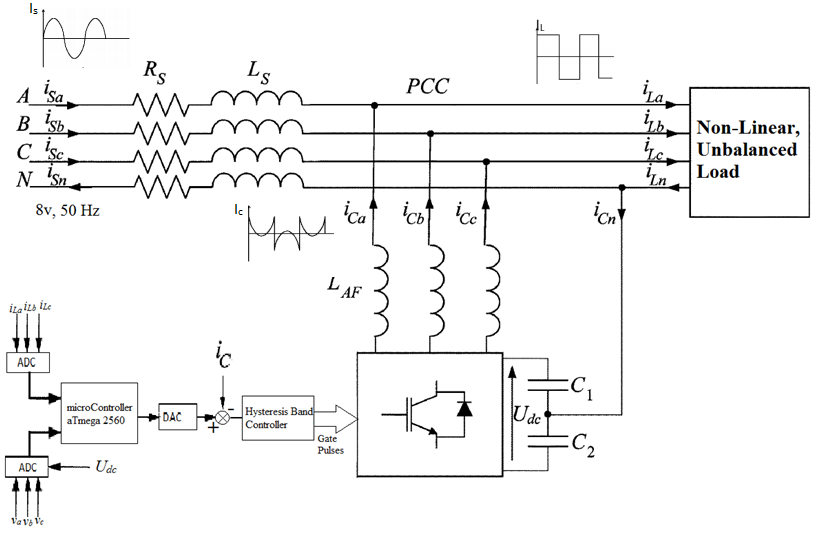 Is
iL
RS LS PCC
A iSa iLa
B iSb iLb
C iSc iLc
N iSn iLn
Non-Linear,
Unbalanced
Load
8v, 50 Hz
Ic
iCa iCb iCc iCn
LAF
iLa iLb iLc
ADC
iC
microController
aTmega 2560
DAC
-
+
Hysteresis Band
Controller
Gate
Pulses
Udc
C1
C2
ADC
Udc
va vb vc